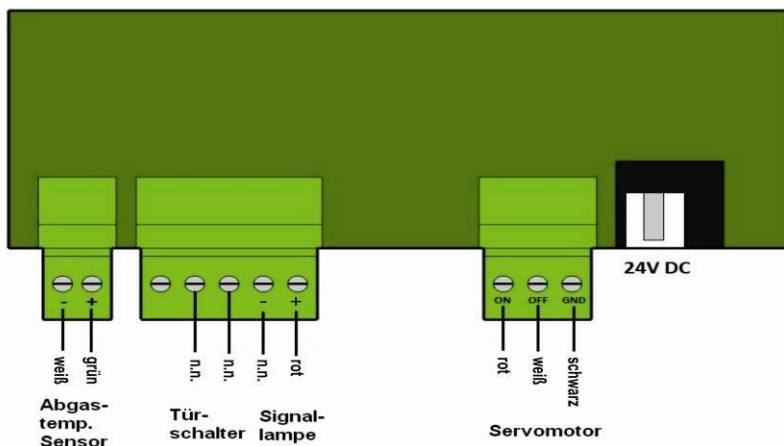 24V DC
- + - + ON OFF GND
weiß grün n.n. n.n. n.n. rot rot weiß schwarz
Abgas-
temp.
Sensor
Tür-
schalter
Signal-
lampe
Servomotor